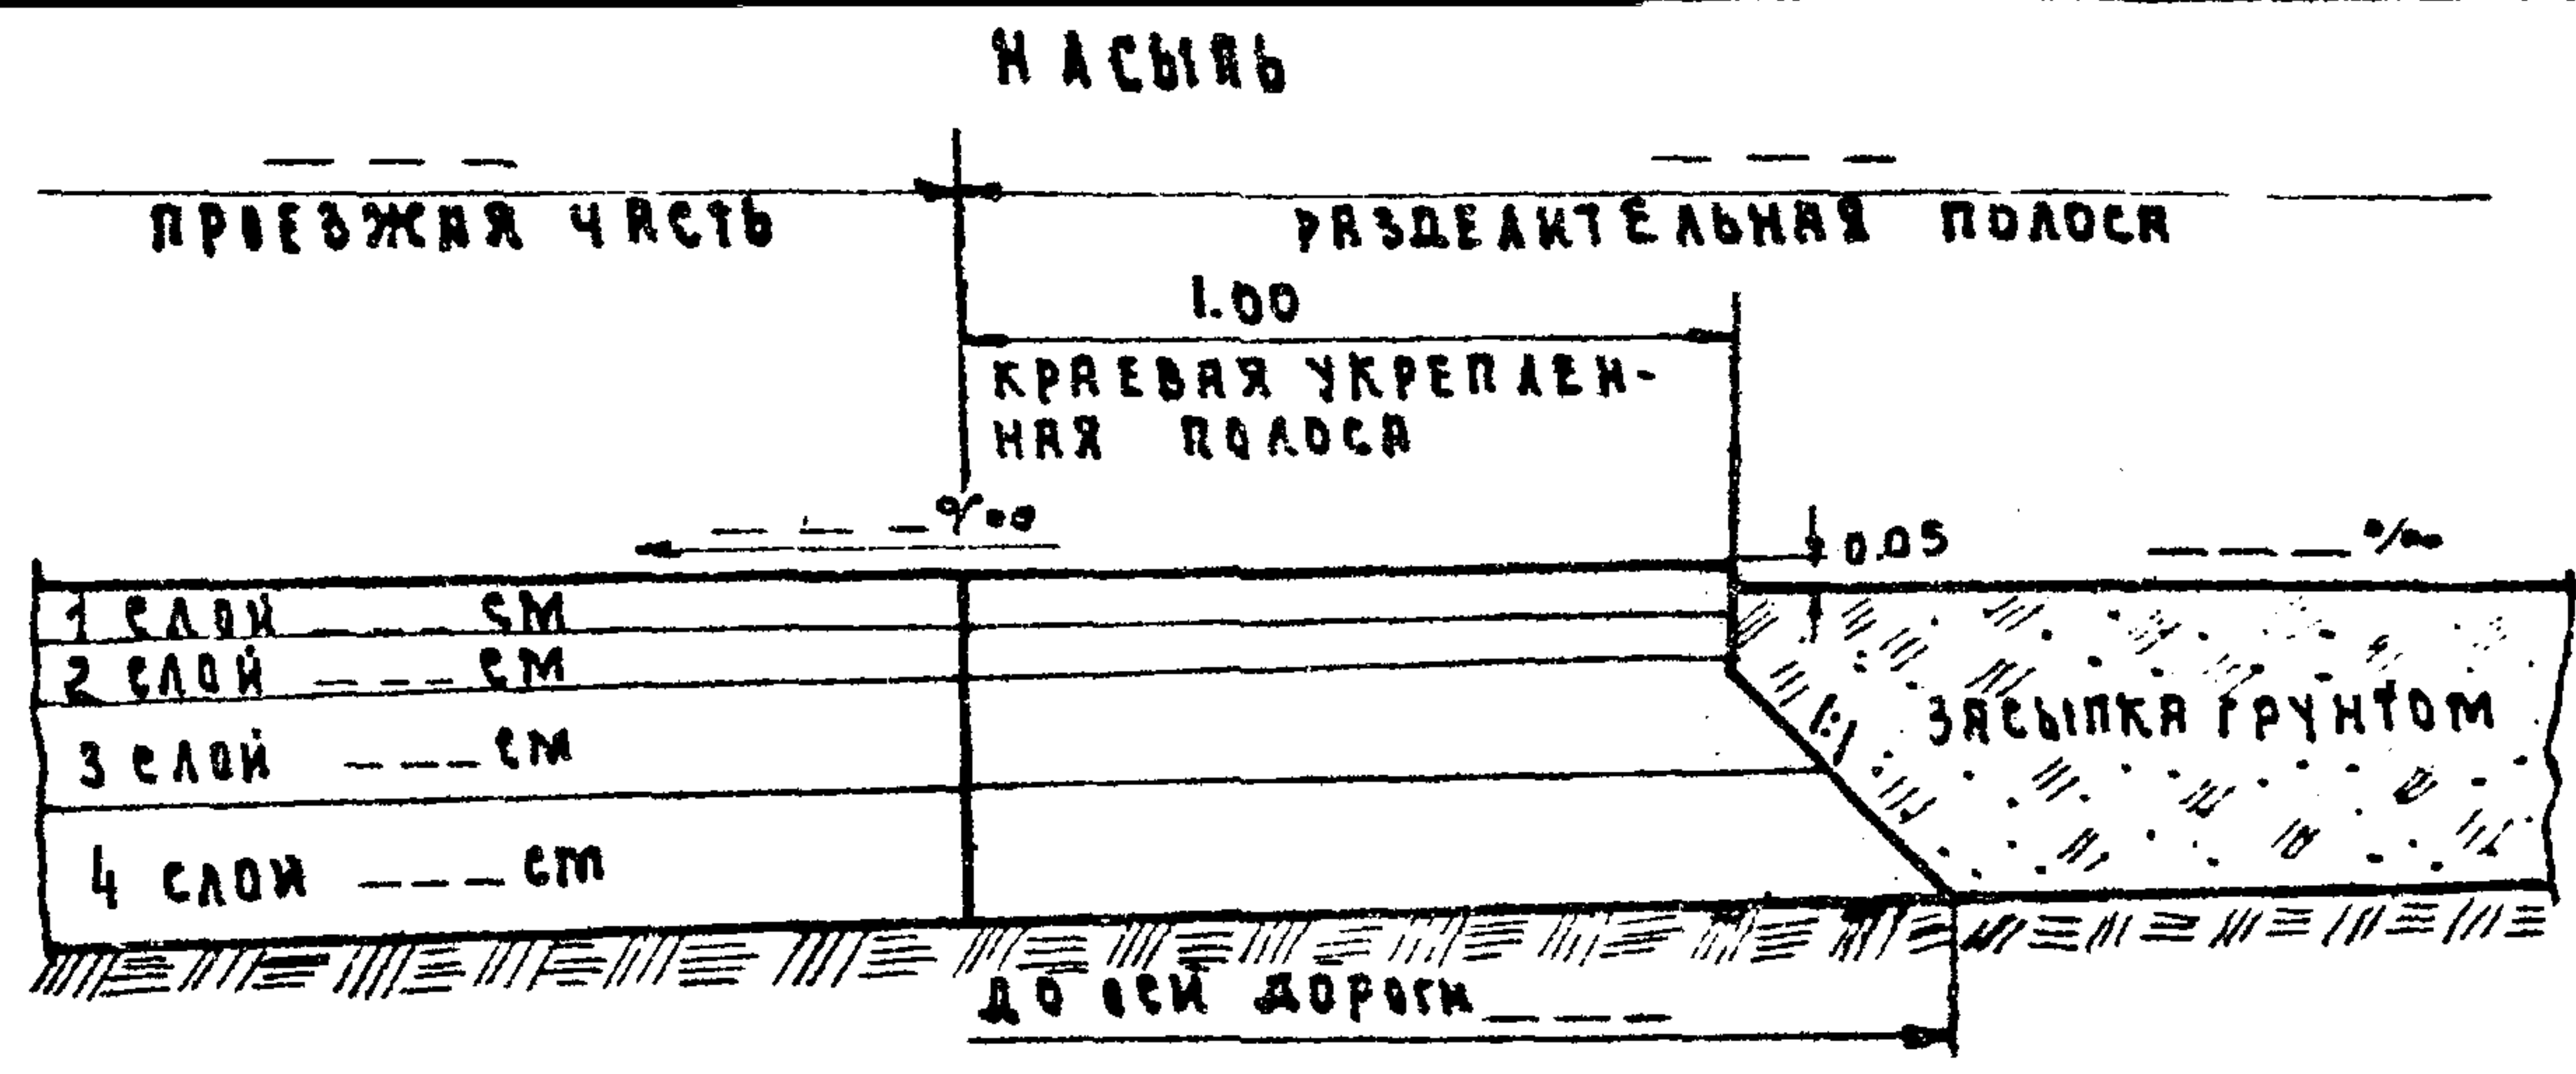 НАСЫПЬ
ПРОЕЗЖАЯ ЧАСТЬ
РАЗДЕЛИТЕЛЬНАЯ ПОЛОСА
1.00
КРАЕВАЯ УКРЕПЛЕН-
НАЯ ПОЛОСА
_ _ _ ‰
0.05
_ _ _ ‰
1 СЛОЙ _ _ _ СМ
2 СЛОЙ _ _ _ СМ
3 СЛОЙ _ _ _ СМ
4 СЛОЙ _ _ _ СМ
1:1
ЗАСЫПКА ГРУНТОМ
ДО ОСИ ДОРОГИ _ _ _